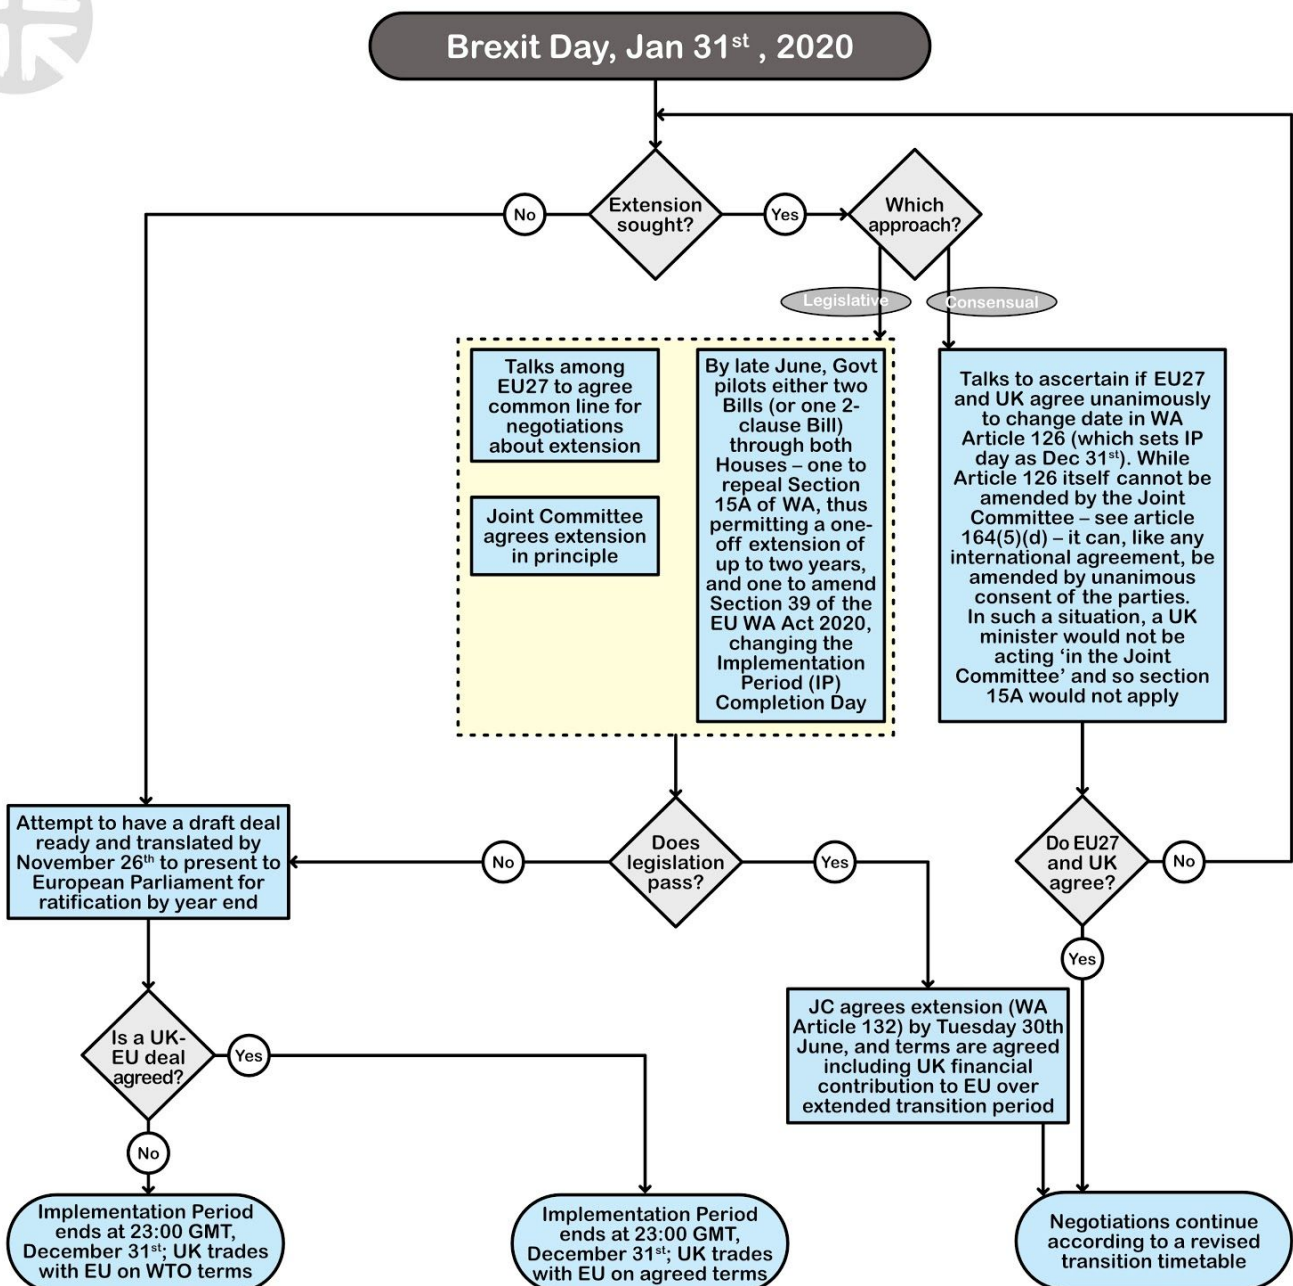 Brexit Day, Jan 31st , 2020
Extension
sought?
No
Yes
Which
approach?
Legislative
Consensual
Talks among
EU27 to agree
common line for
negotiations
about extension
Joint Committee
agrees extension
in principle
By late June, Govt
pilots either two
Bills (or one 2-
clause Bill)
through both
Houses – one to
repeal Section
15A of WA, thus
permitting a one-
off extension of
up to two years,
and one to amend
Section 39 of the
EU WA Act 2020,
changing the
Implementation
Period (IP)
Completion Day
Talks to ascertain if EU27
and UK agree unanimously
to change date in WA
Article 126 (which sets IP
day as Dec 31st). While
Article 126 itself cannot be
amended by the Joint
Committee – see article
164(5)(d) – it can, like any
international agreement, be
amended by unanimous
consent of the parties.
In such a situation, a UK
minister would not be
acting ‘in the Joint
Committee’ and so section
15A would not apply
Attempt to have a draft deal
ready and translated by
November 26th to present to
European Parliament for
ratification by year end
No
Does
legislation
pass?
Yes
Do EU27
and UK
agree?
No
Yes
JC agrees extension (WA
Article 132) by Tuesday 30th
June, and terms are agreed
including UK financial
contribution to EU over
extended transition period
Is a UK-
EU deal
agreed?
Yes
No
Implementation Period
ends at 23:00 GMT,
December 31st; UK trades
with EU on WTO terms
Implementation Period
ends at 23:00 GMT,
December 31st; UK trades
with EU on agreed terms
Negotiations continue
according to a revised
transition timetable